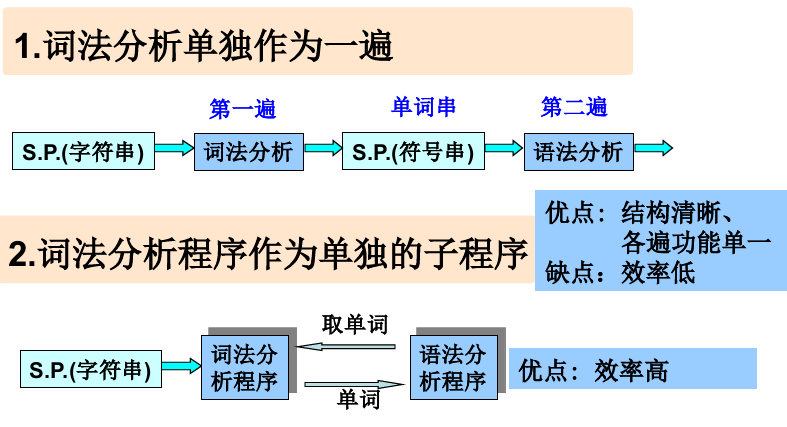 1.词法分析单独作为一遍
第一遍 单词串 第二遍
S.P.(字符串) 词法分析 S.P.(符号串) 语法分析
优点: 结构清晰、
各遍功能单一
缺点: 效率低
2.词法分析程序作为单独的子程序
取单词
S.P.(字符串)
词法分
析程序
语法分
析程序
单词
优点: 效率高